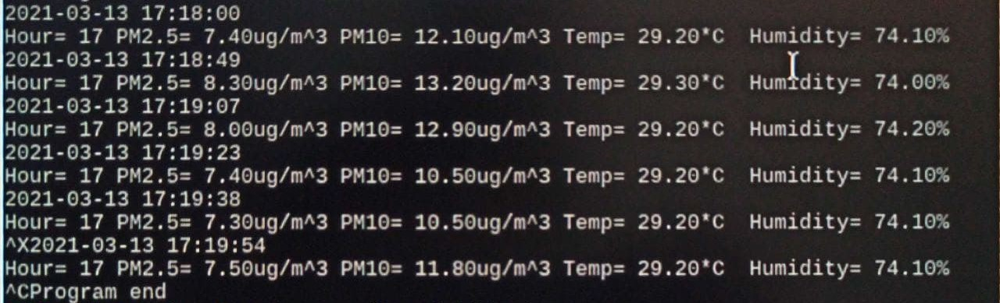 2021-03-13 17:18:00
Hour= 17 PM2.5= 7.40ug/m^3 PM10= 12.10ug/m^3 Temp= 29.20*C  Humidity= 74.10%
2021-03-13 17:18:49
Hour= 17 PM2.5= 8.30ug/m^3 PM10= 13.20ug/m^3 Temp= 29.30*C  Humidity= 74.00%
2021-03-13 17:19:07
Hour= 17 PM2.5= 8.00ug/m^3 PM10= 12.90ug/m^3 Temp= 29.20*C  Humidity= 74.20%
2021-03-13 17:19:23
Hour= 17 PM2.5= 7.40ug/m^3 PM10= 10.50ug/m^3 Temp= 29.20*C  Humidity= 74.10%
2021-03-13 17:19:38
Hour= 17 PM2.5= 7.30ug/m^3 PM10= 10.50ug/m^3 Temp= 29.20*C  Humidity= 74.10%
^X2021-03-13 17:19:54
Hour= 17 PM2.5= 7.50ug/m^3 PM10= 11.80ug/m^3 Temp= 29.20*C  Humidity= 74.10%
^CProgram end